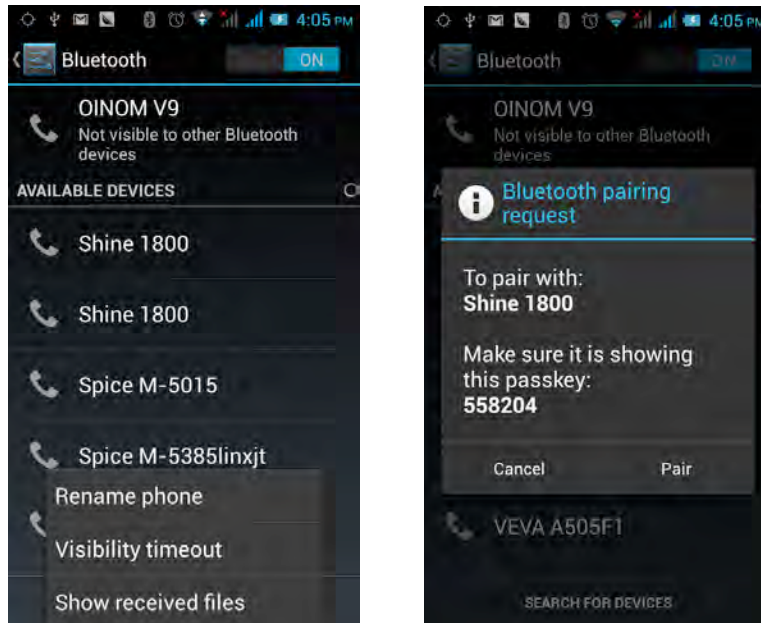 4:05 PM
Bluetooth
ON
OINOM V9
Not visible to other Bluetooth
devices
AVAILABLE DEVICES
Shine 1800
Shine 1800
Spice M-5015
Spice M-5385linxjt
Rename phone
Visibility timeout
Show received files
4:05 PM
Bluetooth
ON
OINOM V9
Not visible to other Bluetooth
devices
A
Bluetooth pairing
request
To pair with:
Shine 1800
Make sure it is showing
this passkey:
558204
Cancel Pair
VEVA A505F1
SEARCH FOR DEVICES